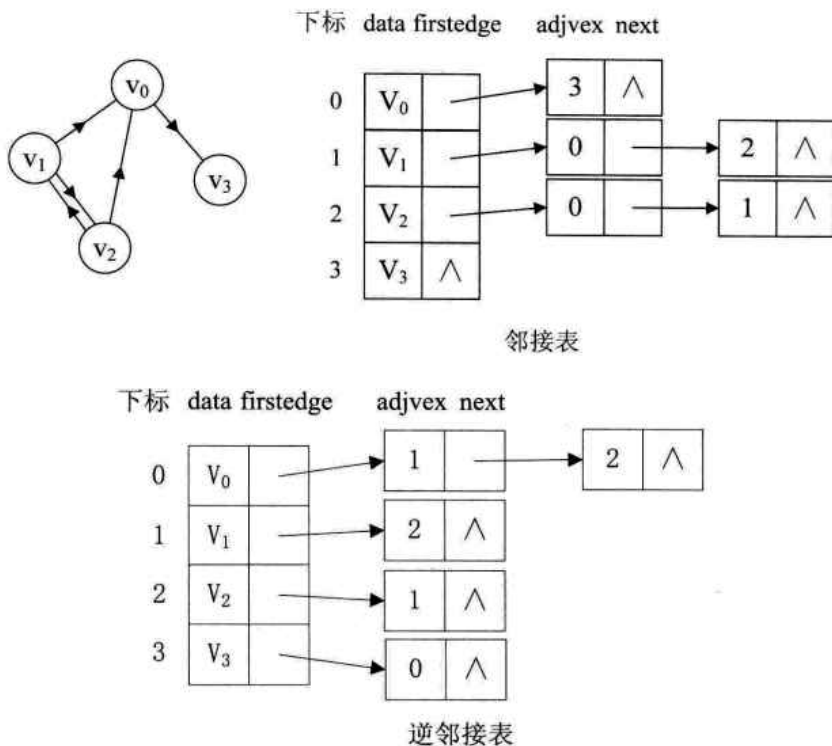 下标 data firstedge adjvex next
v₀
v₁
v₂
v₃
0 V₀ 3 ∧
1 V₁ 0 2 ∧
2 V₂ 0 1 ∧
3 V₃ ∧
邻接表
下标 data firstedge adjvex next
0 V₀ 1 2 ∧
1 V₁ 2 ∧
2 V₂ 1 ∧
3 V₃ 0 ∧
逆邻接表